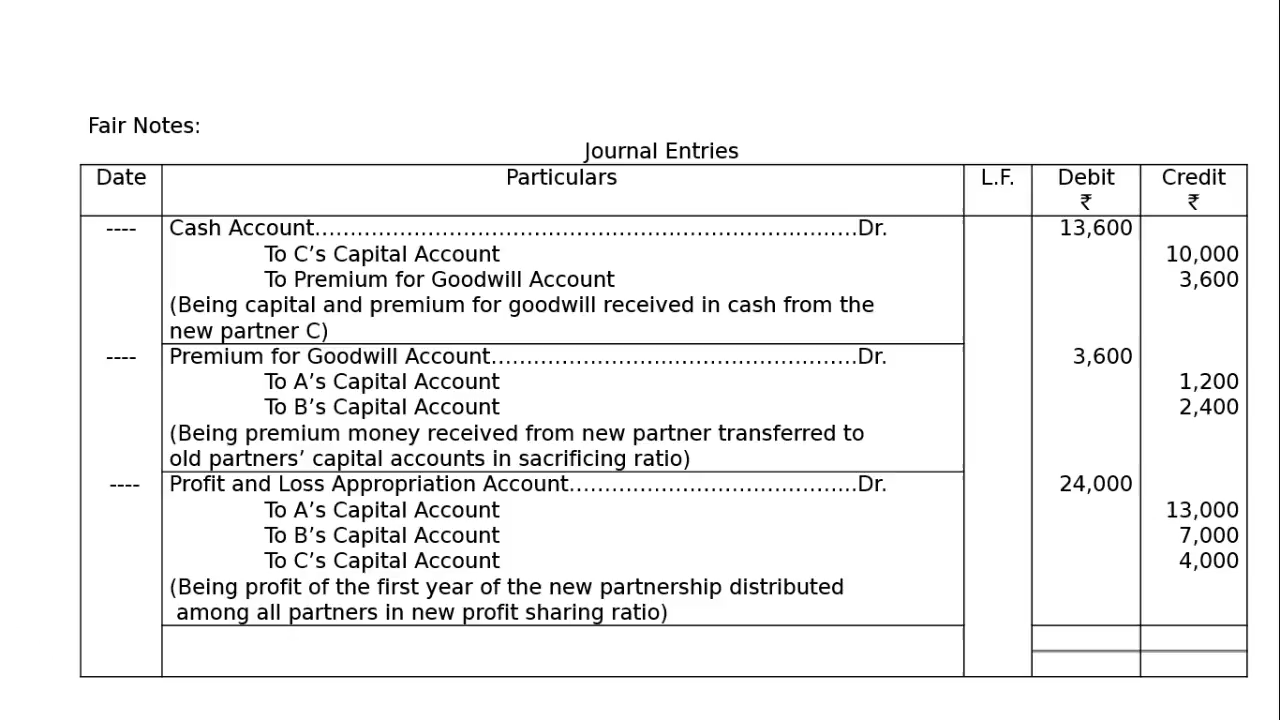 Fair Notes:
Journal Entries
Date Particulars L.F. Debit Credit
₹ ₹
---- Cash Account…………………………………………………………………Dr. 13,600
To C’s Capital Account 10,000
To Premium for Goodwill Account 3,600
(Being capital and premium for goodwill received in cash from the
new partner C)
---- Premium for Goodwill Account……………………………………………Dr. 3,600
To A’s Capital Account 1,200
To B’s Capital Account 2,400
(Being premium money received from new partner transferred to
old partners’ capital accounts in sacrificing ratio)
---- Profit and Loss Appropriation Account…………………………………..Dr. 24,000
To A’s Capital Account 13,000
To B’s Capital Account 7,000
To C’s Capital Account 4,000
(Being profit of the first year of the new partnership distributed
among all partners in new profit sharing ratio)